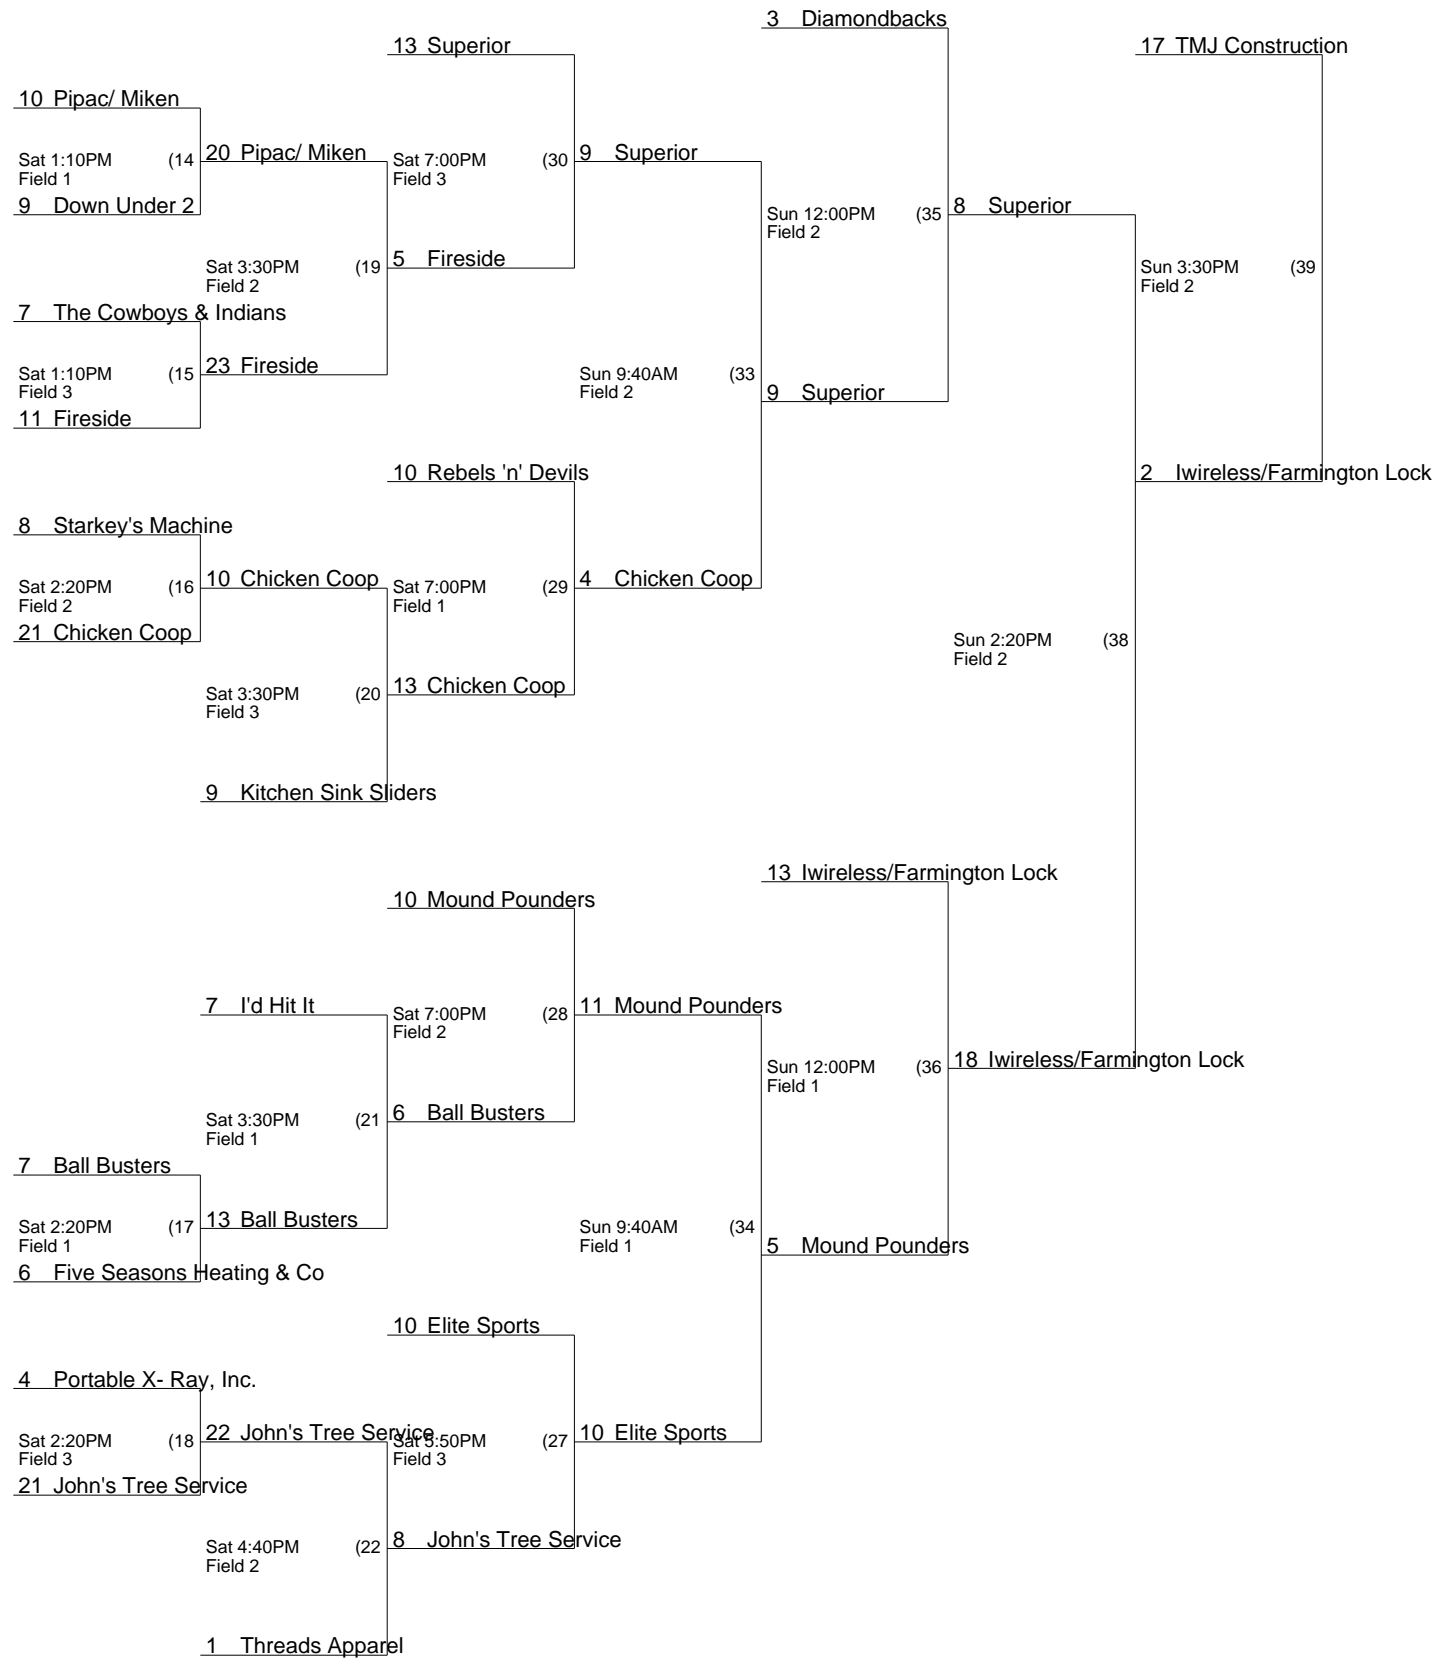 3 Diamondbacks
13 Superior
17 TMJ Construction
10 Pipac/ Miken
Sat 1:10PM (14
Field 1
20 Pipac/ Miken
Sat 7:00PM (30
Field 3
9 Superior
9 Down Under 2
Sun 12:00PM (35
Field 2
8 Superior
Sat 3:30PM (19
Field 2
5 Fireside
Sun 3:30PM (39
Field 2
7 The Cowboys & Indians
Sat 1:10PM (15
Field 3
23 Fireside
Sun 9:40AM (33
Field 2
9 Superior
11 Fireside
10 Rebels 'n' Devils
2 Iwireless/Farmington Lock
8 Starkey's Machine
Sat 2:20PM (16
Field 2
10 Chicken Coop
Sat 7:00PM (29
Field 1
4 Chicken Coop
21 Chicken Coop
Sun 2:20PM (38
Field 2
Sat 3:30PM (20
Field 3
13 Chicken Coop
9 Kitchen Sink Sliders
13 Iwireless/Farmington Lock
10 Mound Pounders
7 I'd Hit It
Sat 7:00PM (28
Field 2
11 Mound Pounders
Sun 12:00PM (36
Field 1
18 Iwireless/Farmington Lock
Sat 3:30PM (21
Field 1
6 Ball Busters
7 Ball Busters
Sat 2:20PM (17
Field 1
13 Ball Busters
Sun 9:40AM (34
Field 1
5 Mound Pounders
6 Five Seasons Heating & Co
10 Elite Sports
4 Portable X- Ray, Inc.
Sat 2:20PM (18
Field 3
22 John's Tree Service
Sat 5:50PM (27
Field 3
10 Elite Sports
21 John's Tree Service
Sat 4:40PM (22
Field 2
8 John's Tree Service
1 Threads Apparel